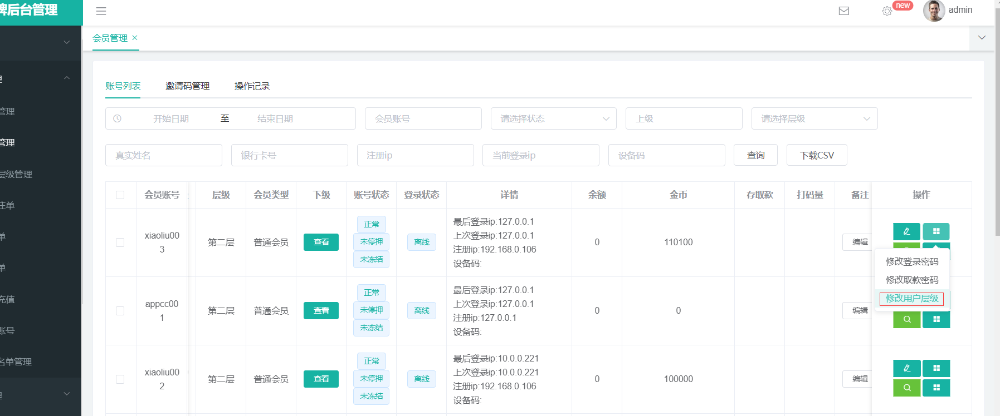 牌后台管理
new
admin
会员管理
理
管理
管理
层级管理
注单
单
单
充值
账号
名单管理
理
账号列表 邀请码管理 操作记录
开始日期 至 结束日期 会员账号 请选择状态 上级 请选择层级
真实姓名 银行卡号 注册ip 当前登录ip 设备码 查询 下载CSV
会员账号 层级 会员类型 下级 账号状态 登录状态 详情 余额 金币 存取款 打码量 备注 操作
xiaoliu00
3
第二层 普通会员 查看
正常
未停押
未冻结
离线
最后登录ip:127.0.0.1
上次登录ip:127.0.0.1
注册ip:192.168.0.106
设备码:
0 110100 编辑
修改登录密码
修改取款密码
修改用户层级
appcc00
1
第二层 普通会员 查看
正常
未停押
未冻结
离线
最后登录ip:127.0.0.1
上次登录ip:127.0.0.1
注册ip:127.0.0.1
设备码:
0 0 编辑
xiaoliu00
2
第二层 普通会员 查看
正常
未停押
未冻结
离线
最后登录ip:10.0.0.221
上次登录ip:10.0.0.221
注册ip:192.168.0.106
设备码:
0 100000 编辑